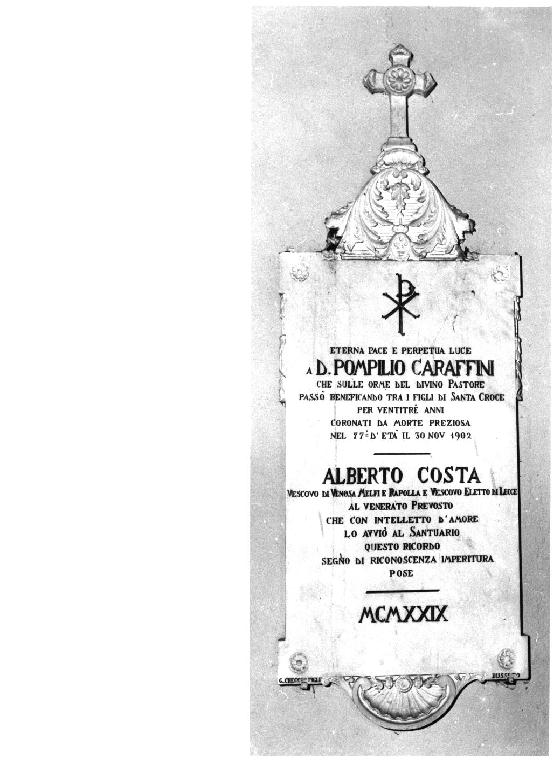 ETERNA PACE E PERPETUA LUCE
A D. POMPILIO CARAFFINI
CHE SULLE ORME DEL DIVINO PASTORE
PASSÒ BENEFICANDO TRA I FIGLI DI SANTA CROCE
PER VENTITRÉ ANNI
CORONATI DA MORTE PREZIOSA
NEL 77º D'ETÀ IL 30 NOV 1902
ALBERTO COSTA
VESCOVO DI VENOSA MELFI E RAPOLLA E VESCOVO ELETTO DI LECCE
AL VENERATO PREVOSTO
CHE CON INTELLETTO D'AMORE
LO AVVIÒ AL SANTUARIO
QUESTO RICORDO
SEGNO DI RICONOSCENZA IMPERITURA
POSE
MCMXXIX
BUSSETO